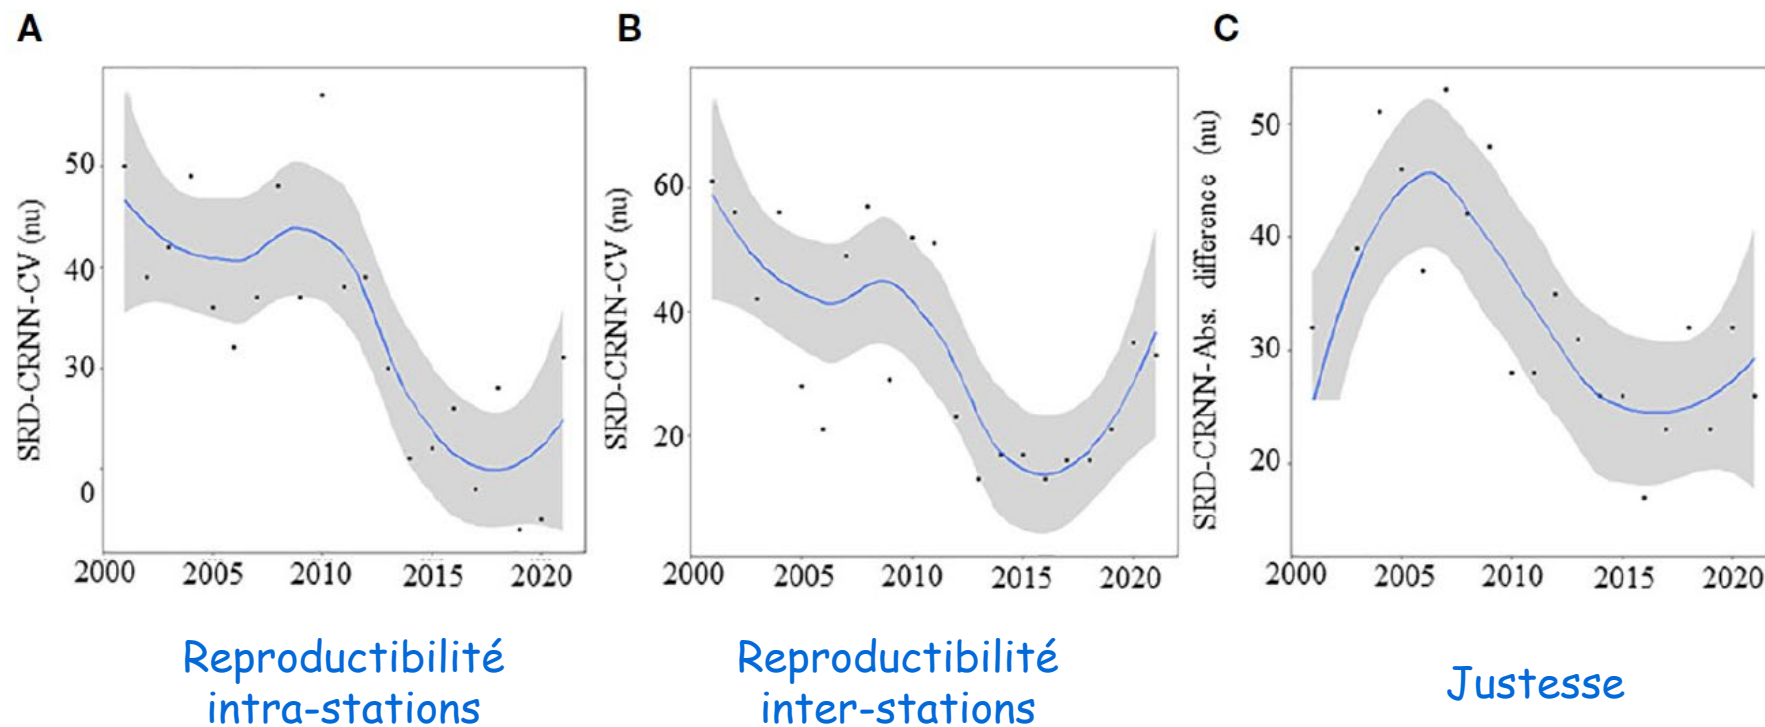 A
SRD-CRNN-CV (nu)
50
40
30
0
2000 2005 2010 2015 2020
Reproductibilité
intra-stations
B
SRD-CRNN-CV (nu)
60
40
20
2000 2005 2010 2015 2020
Reproductibilité
inter-stations
C
SRD-CRNN-Abs. difference (nu)
50
40
30
20
2000 2005 2010 2015 2020
Justesse